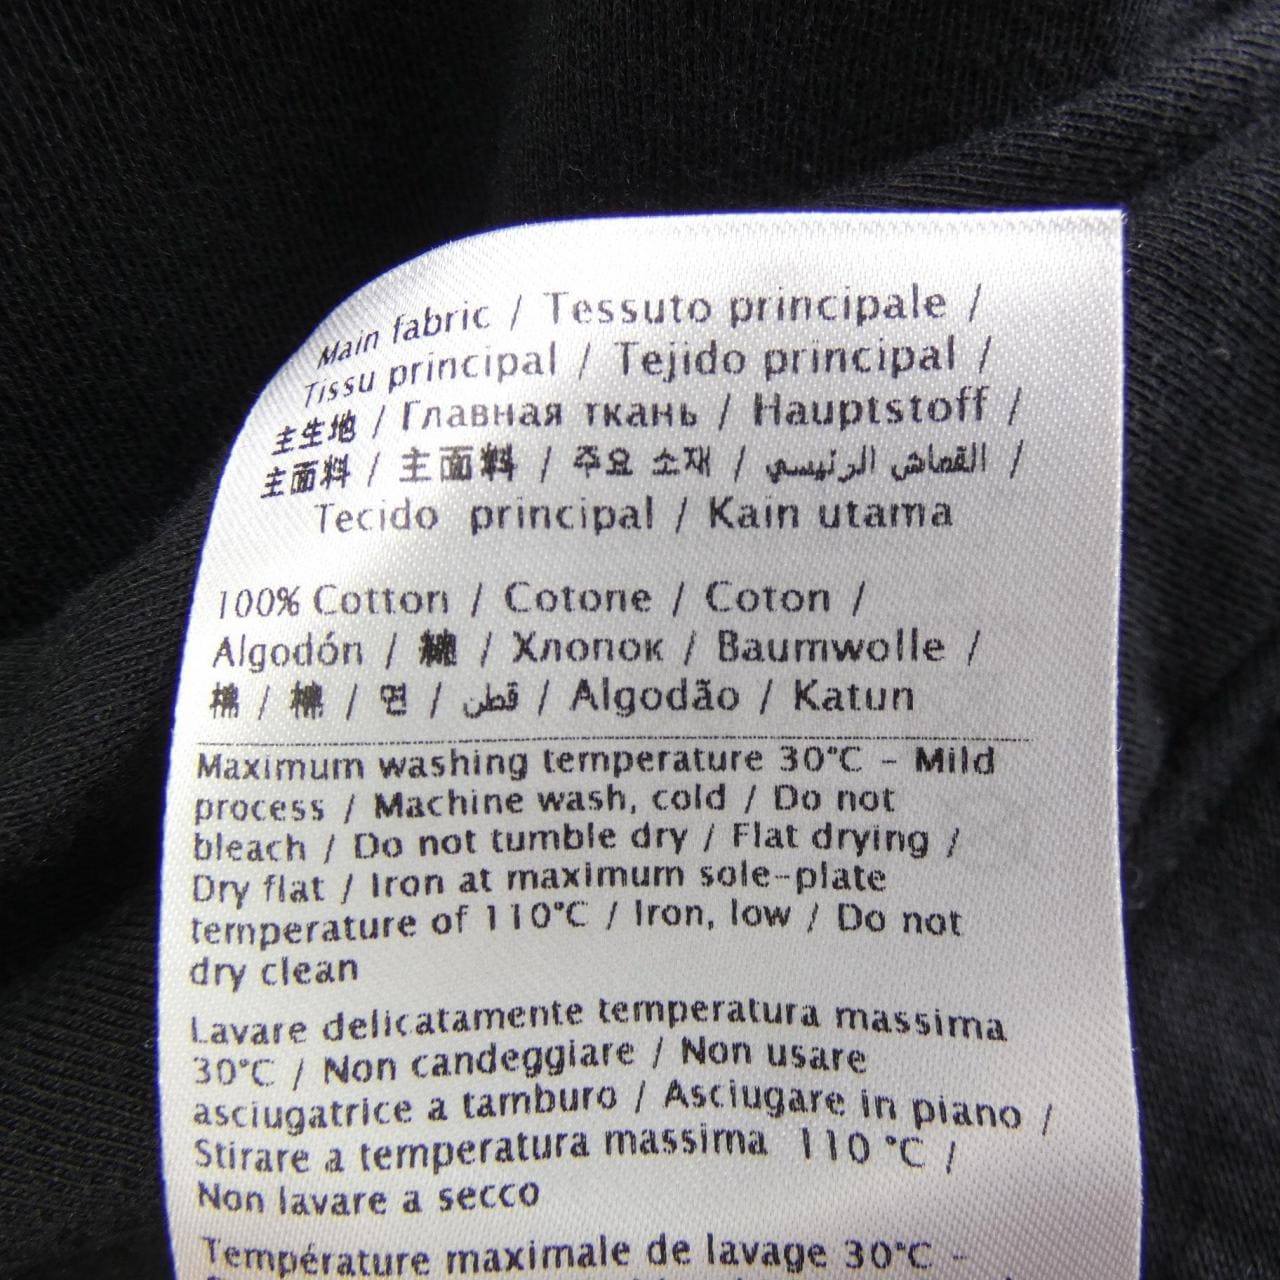 Main fabric / Tessuto principale /
Tissu principal / Tejido principal /
主生地 / Главная ткань / Hauptstoff /
主面料 / 主面料 / 주요 소재 / القماش الرئيسي /
Tecido principal / Kain utama
100% Cotton / Cotone / Coton /
Algodón / 綿 / Хлопок / Baumwolle /
棉 / 棉 / 면 / قطن / Algodão / Katun
Maximum washing temperature 30°C - Mild
process / Machine wash, cold / Do not
bleach / Do not tumble dry / Flat drying /
Dry flat / Iron at maximum sole-plate
temperature of 110°C / Iron, low / Do not
dry clean
Lavare delicatamente temperatura massima
30°C / Non candeggiare / Non usare
asciugatrice a tamburo / Asciugare in piano /
Stirare a temperatura massima 110 °C /
Non lavare a secco
Température maximale de lavage 30°C -